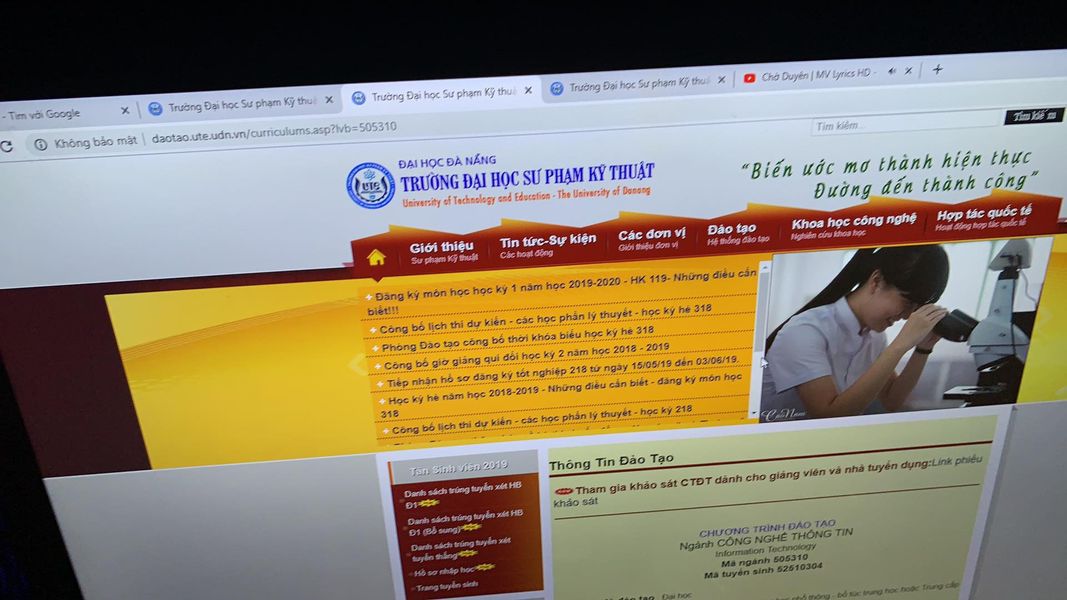 - Tìm với Google
Trường Đại học Sư phạm Kỹ thuậ
Trường Đại học Sư phạm Kỹ thuậ
Trường Đại học Sư phạm Kỹ thuậ
Chờ Duyên | MV Lyrics HD -
Không bảo mật | daotao.ute.udn.vn/curriculums.asp?lvb=505310
Tìm kiếm...
Tìm kiếm
ĐẠI HỌC ĐÀ NẴNG
TRƯỜNG ĐẠI HỌC SƯ PHẠM KỸ THUẬT
University of Technology and Education - The University of Danang
UTE
“Biến ước mơ thành hiện thực
Đường đến thành công”
Giới thiệu
Sư phạm Kỹ thuật
Tin tức-Sự kiện
Các hoạt động
Các đơn vị
Giới thiệu đơn vị
Đào tạo
Hệ thống đào tạo
Khoa học công nghệ
Nghiên cứu khoa học
Hợp tác quốc tế
Hoạt động hợp tác quốc tế
+ Đăng ký môn học học kỳ 1 năm học 2019-2020 - HK 119- Những điều cần
biết!!!
+ Công bố lịch thi dự kiến - các học phần lý thuyết - học kỳ hè 318
+ Phòng Đào tạo công bố thời khóa biểu học kỳ hè 318
+ Công bố giờ giảng qui đổi học kỳ 2 năm học 2018 - 2019
+ Tiếp nhận hồ sơ đăng ký tốt nghiệp 218 từ ngày 15/05/19 đến 03/06/19.
+ Học kỳ hè năm học 2018-2019 - Những điều cần biết - đăng ký môn học
318
+ Công bố lịch thi dự kiến - các học phần lý thuyết - học kỳ 218
Tân Sinh viên 2019
Danh sách trúng tuyển xét HB
Đ1
Danh sách trúng tuyển xét HB
Đ1 (Bổ sung)
Danh sách trúng tuyển xét
tuyển thẳng
Hồ sơ nhập học
Trang tuyển sinh
Thông Tin Đào Tạo
Tham gia khảo sát CTĐT dành cho giảng viên và nhà tuyển dụng:Link phiếu
khảo sát
CHƯƠNG TRÌNH ĐÀO TẠO
Ngành CÔNG NGHỆ THÔNG TIN
Information Technology
Mã ngành 505310
Mã tuyển sinh 52510304
đào tạo Đại học
phổ thông - bổ túc trung học hoặc Trung cấp